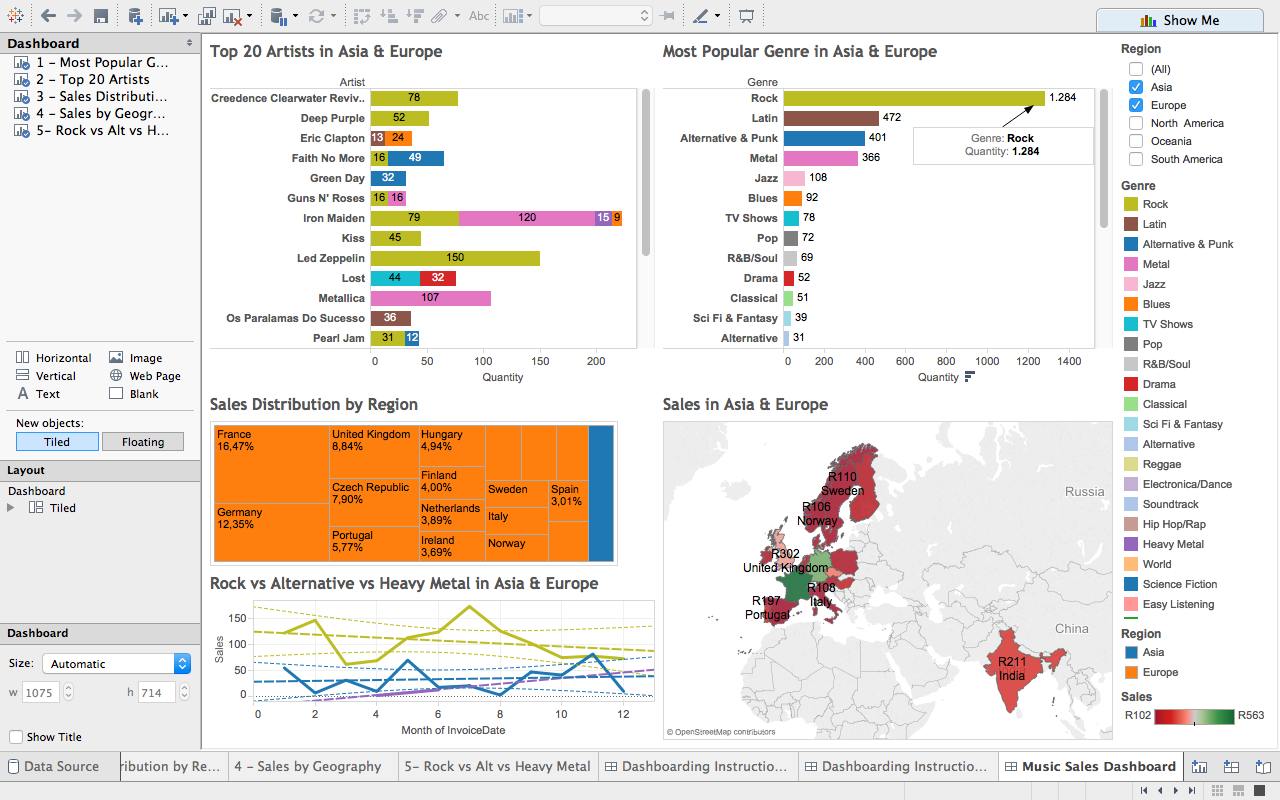 Abc
Show Me
Dashboard
1 – Most Popular G...
2 – Top 20 Artists
3 – Sales Distributi...
4 – Sales by Geogr...
5– Rock vs Alt vs H...
Horizontal
Image
Vertical
Web Page
A Text
Blank
New objects:
Tiled
Floating
Layout
Dashboard
Tiled
Dashboard
Size:
Automatic
w 1075
h 714
Show Title
Top 20 Artists in Asia & Europe
Artist
Creedence Clearwater Reviv.. 78
Deep Purple 52
Eric Clapton 13 24
Faith No More 16 49
Green Day 32
Guns N' Roses 16 16
Iron Maiden 79 120 15 9
Kiss 45
Led Zeppelin 150
Lost 44 32
Metallica 107
Os Paralamas Do Sucesso 36
Pearl Jam 31 12
0 50 100 150 200
Quantity
Most Popular Genre in Asia & Europe
Genre
Rock 1.284
Latin 472
Alternative & Punk 401
Metal 366
Jazz 108
Blues 92
TV Shows 78
Pop 72
R&B/Soul 69
Drama 52
Classical 51
Sci Fi & Fantasy 39
Alternative 31
Genre: Rock
Quantity: 1.284
0 200 400 600 800 1000 1200 1400
Quantity
Sales Distribution by Region
France
16,47%
Germany
12,35%
United Kingdom
8,84%
Czech Republic
7,90%
Portugal
5,77%
Hungary
4,94%
Finland
4,00%
Netherlands
3,89%
Ireland
3,69%
Sweden
Italy
Norway
Spain
3,01%
Rock vs Alternative vs Heavy Metal in Asia & Europe
Sales
150
100
50
0
0 2 4 6 8 10 12
Month of InvoiceDate
Sales in Asia & Europe
R110
Sweden
R106
Norway
R302
United Kingdom
R108
Italy
R197
Portugal
R211
India
Russia
China
© OpenStreetMap contributors
Region
(All)
Asia
Europe
North America
Oceania
South America
Genre
Rock
Latin
Alternative & Punk
Metal
Jazz
Blues
TV Shows
Pop
R&B/Soul
Drama
Classical
Sci Fi & Fantasy
Alternative
Reggae
Electronica/Dance
Soundtrack
Hip Hop/Rap
Heavy Metal
World
Science Fiction
Easy Listening
Region
Asia
Europe
Sales
R102 R563
Data Source
ribution by Re...
4 – Sales by Geography
5– Rock vs Alt vs Heavy Metal
Dashboarding Instructio...
Dashboarding Instructio...
Music Sales Dashboard